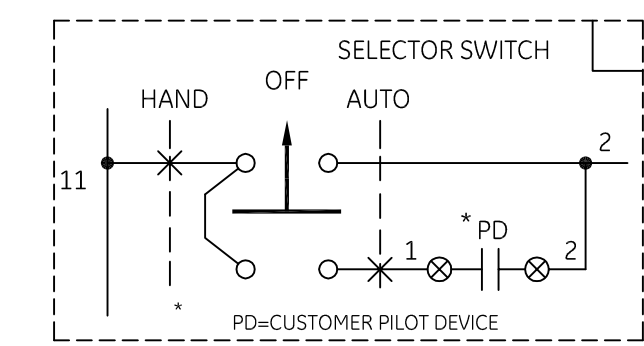 SELECTOR SWITCH
OFF
HAND
AUTO
2
11
* PD
1
2
*
PD=CUSTOMER PILOT DEVICE